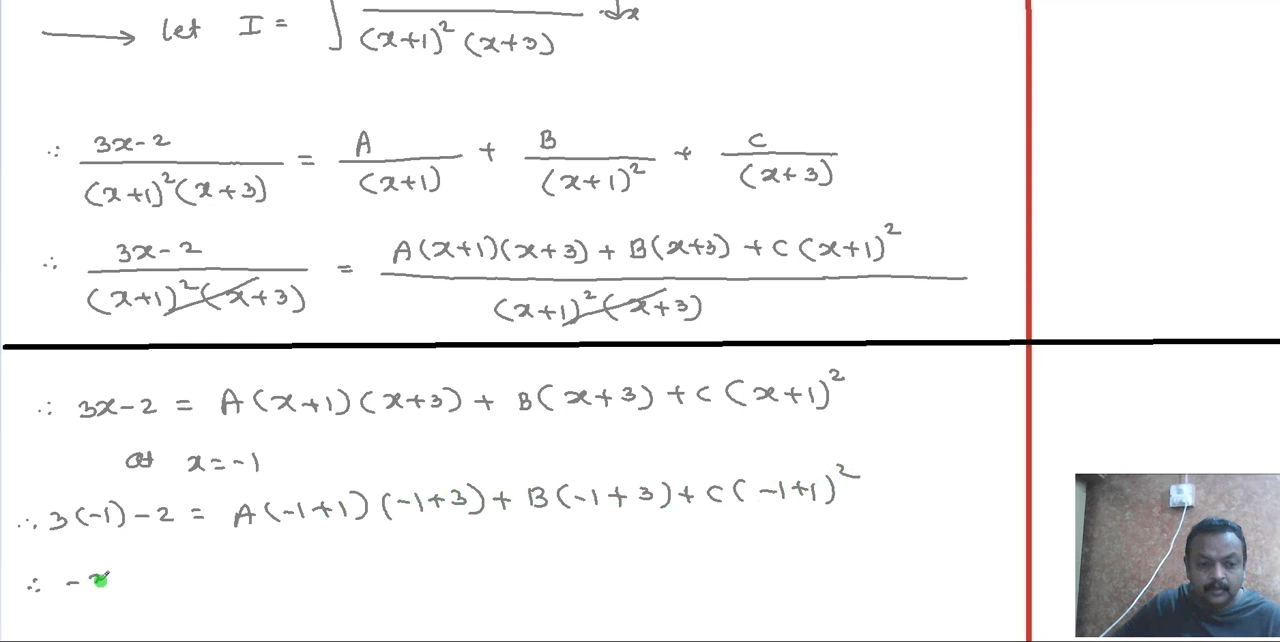 let I = ∫ ――― dx / (x+1)² (x+3)
∴ 3x-2 / (x+1)²(x+3) = A / (x+1) + B / (x+1)² + C / (x+3)
∴ 3x-2 / (x+1)²(x+3) = A(x+1)(x+3) + B(x+3) + C(x+1)² / (x+1)²(x+3)
∴ 3x-2 = A(x+1)(x+3) + B(x+3) + C(x+1)²
at x=-1
∴ 3(-1)-2 = A(-1+1)(-1+3) + B(-1+3) + C(-1+1)²
∴ -